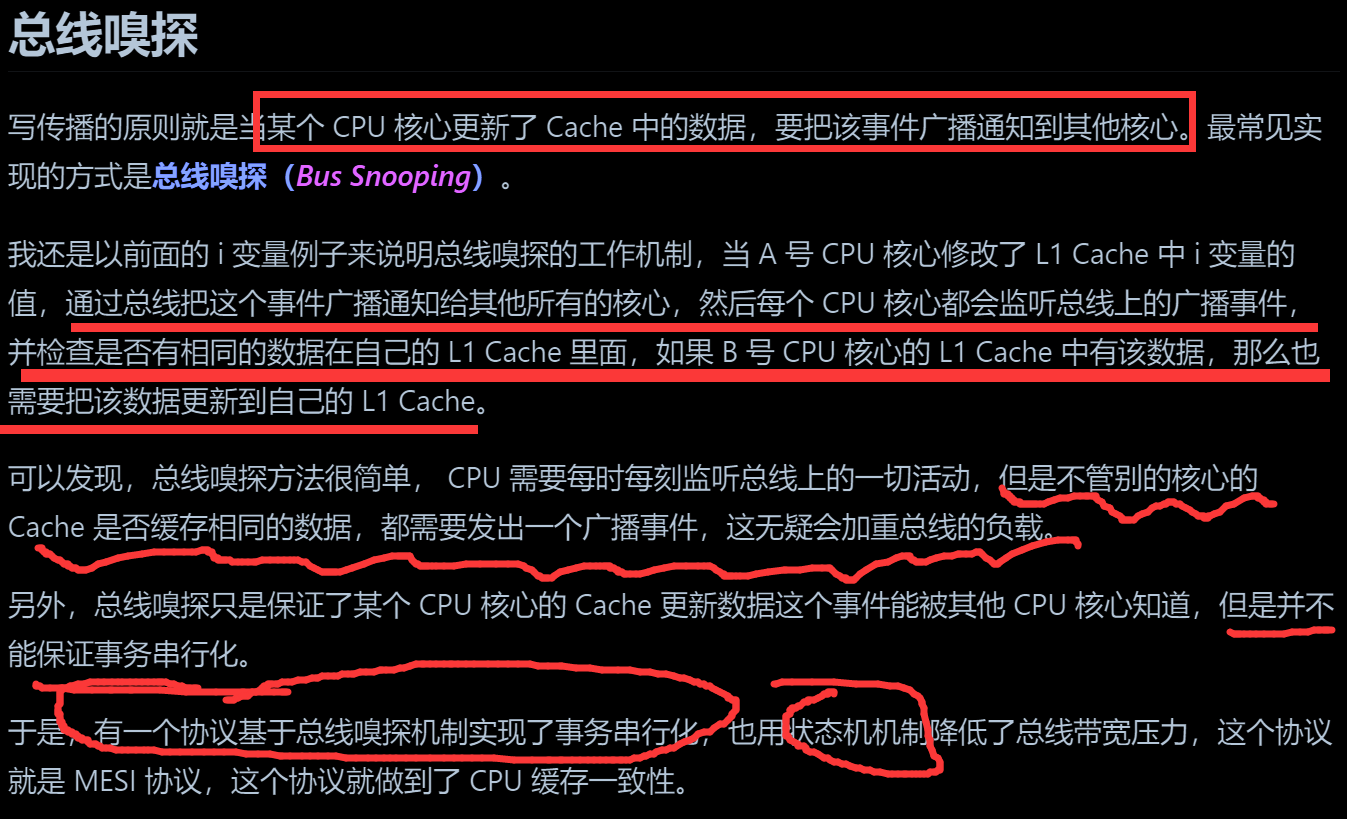 总线嗅探
写传播的原则就是当某个 CPU 核心更新了 Cache 中的数据，要把该事件广播通知到其他核心。最常见实
现的方式是总线嗅探（Bus Snooping）。
我还是以前面的 i 变量例子来说明总线嗅探的工作机制，当 A 号 CPU 核心修改了 L1 Cache 中 i 变量的
值，通过总线把这个事件广播通知给其他所有的核心，然后每个 CPU 核心都会监听总线上的广播事件，
并检查是否有相同的数据在自己的 L1 Cache 里面，如果 B 号 CPU 核心的 L1 Cache 中有该数据，那么也
需要把该数据更新到自己的 L1 Cache。
可以发现，总线嗅探方法很简单， CPU 需要每时每刻监听总线上的一切活动，但是不管别的核心的
Cache 是否缓存相同的数据，都需要发出一个广播事件，这无疑会加重总线的负载。
另外，总线嗅探只是保证了某个 CPU 核心的 Cache 更新数据这个事件能被其他 CPU 核心知道，但是并不
能保证事务串行化。
于是，有一个协议基于总线嗅探机制实现了事务串行化，也用状态机机制降低了总线带宽压力，这个协议
就是 MESI 协议，这个协议就做到了 CPU 缓存一致性。